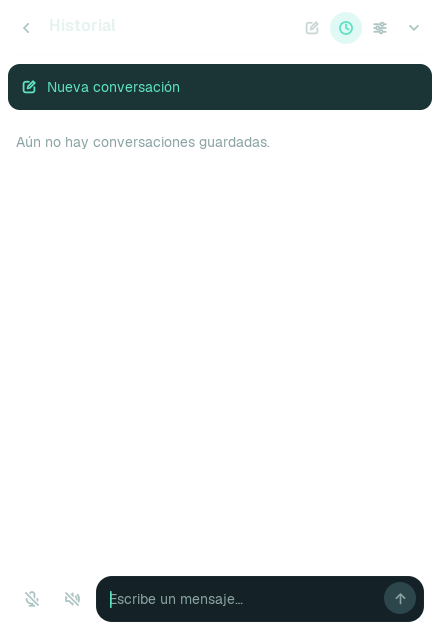 Historial
Nueva conversación
Aún no hay conversaciones guardadas.
Escribe un mensaje...